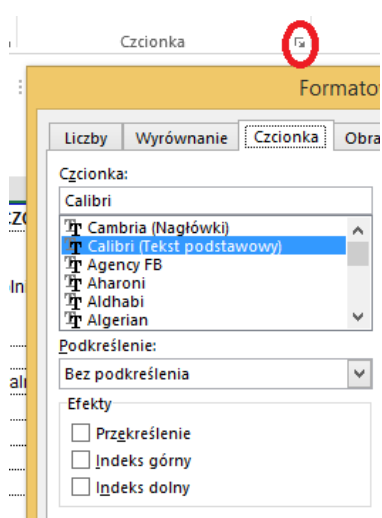 Czcionka
Formato
Liczby Wyrównanie Czcionka Obra
Czcionka:
Calibri
Cambria (Nagłówki)
Calibri (Tekst podstawowy)
Agency FB
Aharoni
Aldhabi
Algerian
Podkreślenie:
Bez podkreślenia
Efekty
Przekreślenie
Indeks górny
Indeks dolny